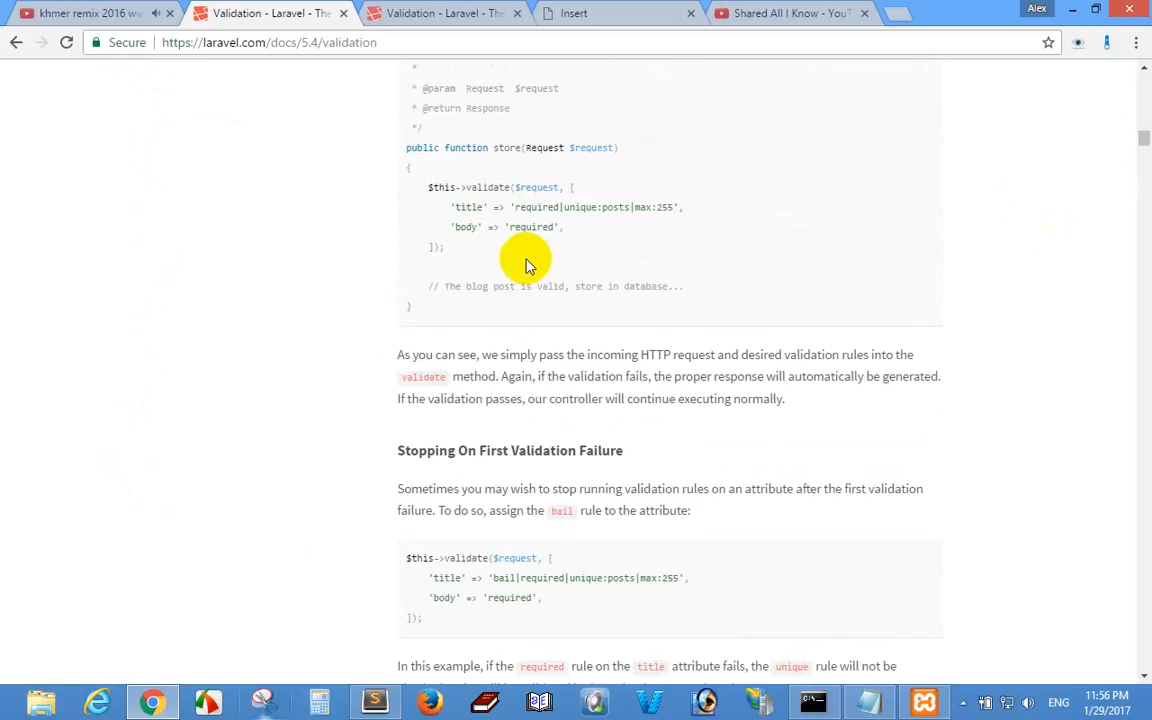 khmer remix 2016 ww
Validation - Laravel - The
Validation - Laravel - The
Insert
Shared All I Know - YouT
Alex
Secure
https://laravel.com/docs/5.4/validation
*
* @param  Request  $request
* @return Response
*/
public function store(Request $request)
{
$this->validate($request, [
'title' => 'required|unique:posts|max:255',
'body' => 'required',
]);
// The blog post is valid, store in database...
}
As you can see, we simply pass the incoming HTTP request and desired validation rules into the
validate method. Again, if the validation fails, the proper response will automatically be generated.
If the validation passes, our controller will continue executing normally.
Stopping On First Validation Failure
Sometimes you may wish to stop running validation rules on an attribute after the first validation
failure. To do so, assign the bail rule to the attribute:
$this->validate($request, [
'title' => 'bail|required|unique:posts|max:255',
'body' => 'required',
]);
In this example, if the required rule on the title attribute fails, the unique rule will not be
ENG
11:56 PM
1/29/2017